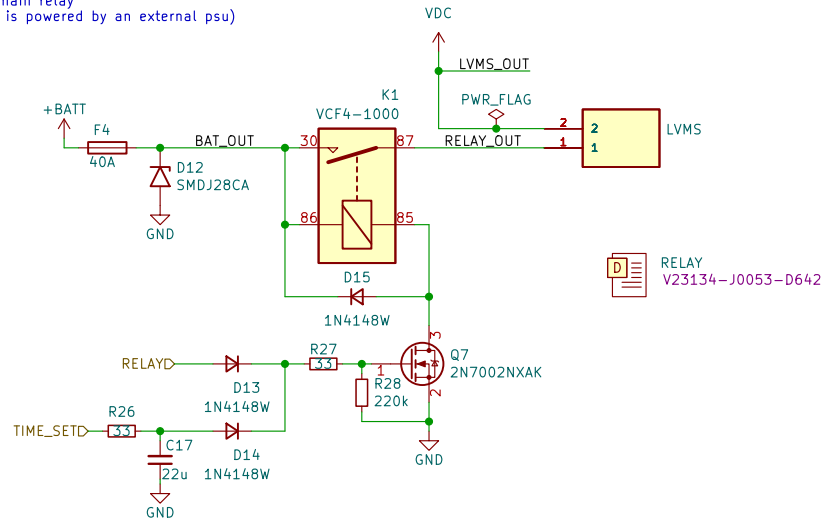 main relay
is powered by an external psu)
VDC
LVMS_OUT
+BATT
F4
40A
BAT_OUT
K1
VCF4-1000
30
87
86
85
PWR_FLAG
RELAY_OUT
2
2
1
1
LVMS
D12
SMDJ28CA
GND
D15
1N4148W
D
RELAY
V23134-J0053-D642
RELAY
D13
1N4148W
R27
33
R28
220k
3
1
2
Q7
2N7002NXAK
GND
TIME_SET
R26
33
C17
22u
GND
D14
1N4148W